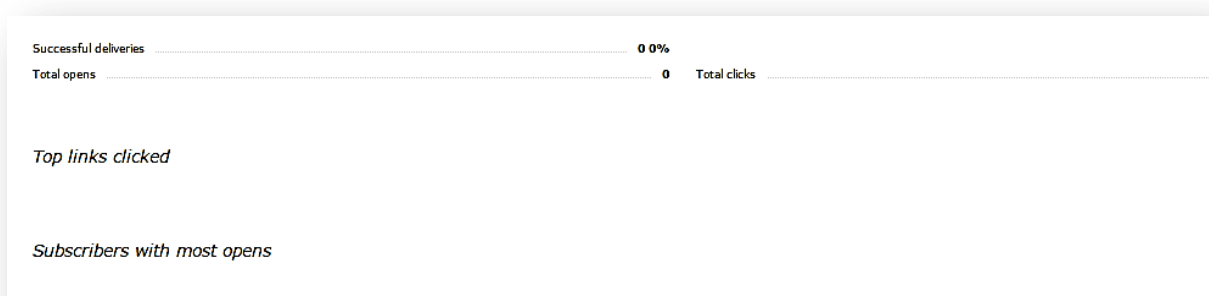 Successful deliveries 0 0%
Total opens 0 Total clicks
Top links clicked
Subscribers with most opens